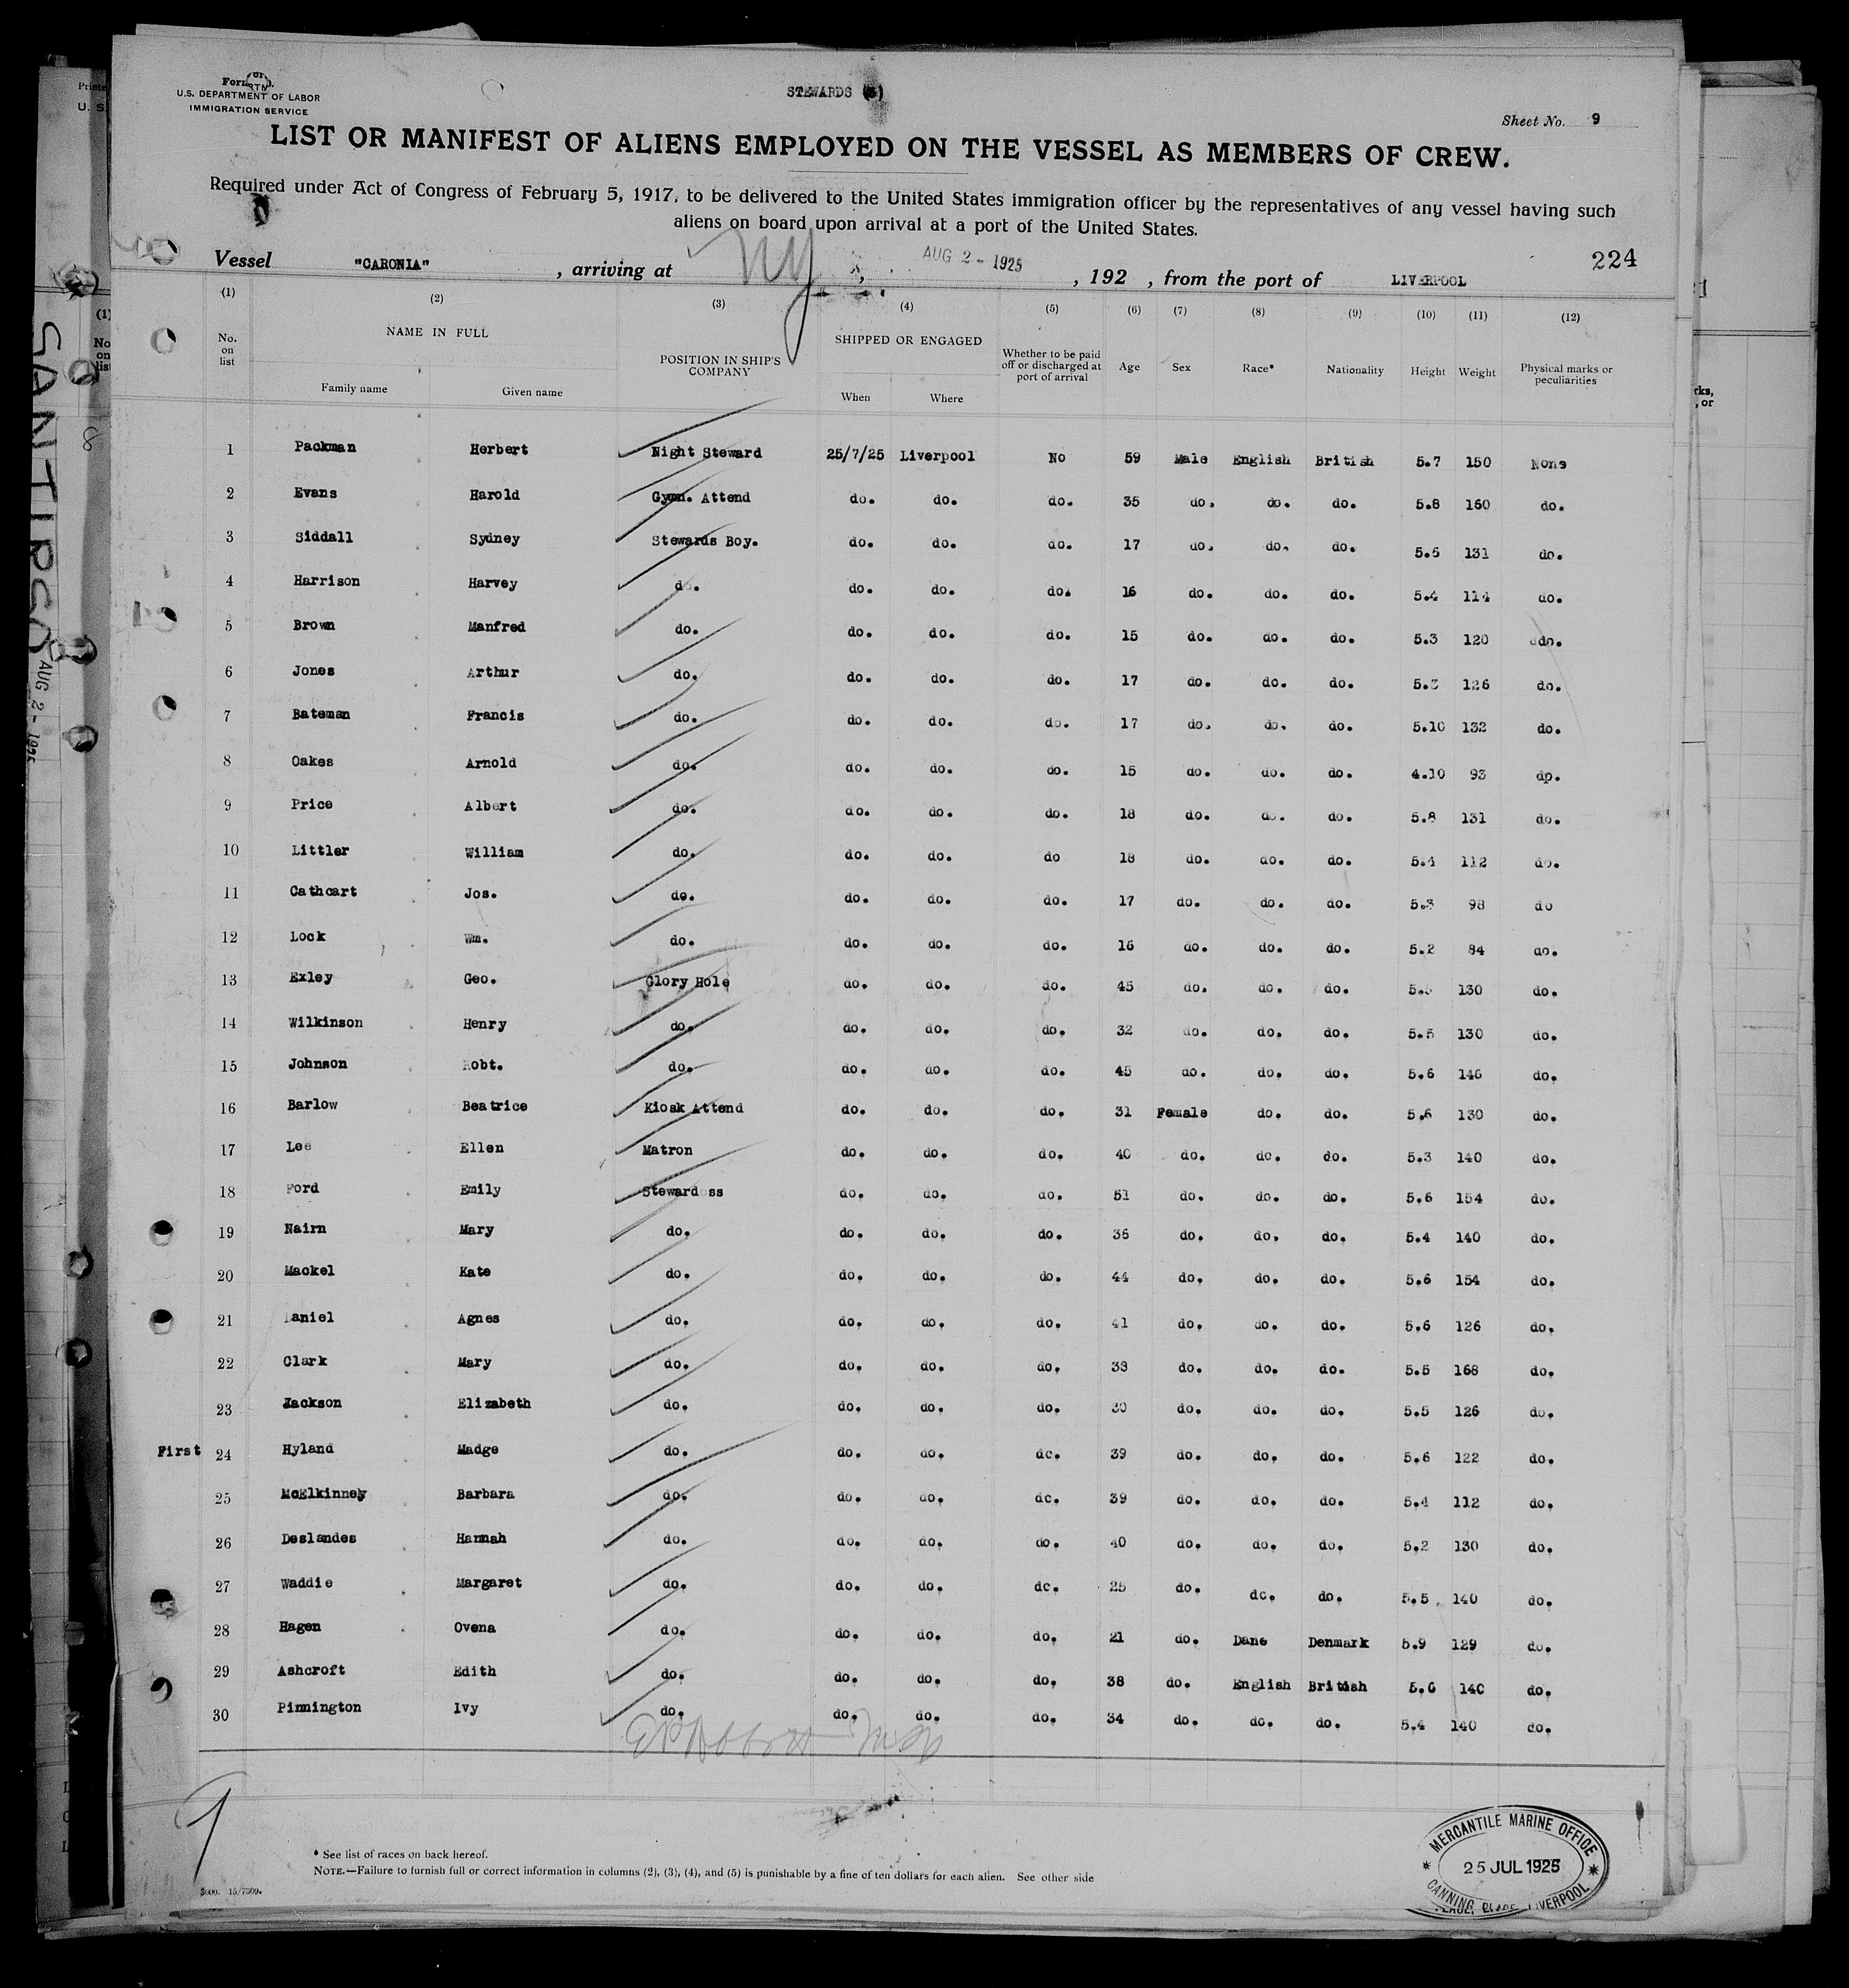 STEWARDS
U.S. DEPARTMENT OF LABOR
IMMIGRATION SERVICE
Sheet No. 9
LIST OR MANIFEST OF ALIENS EMPLOYED ON THE VESSEL AS MEMBERS OF CREW.
Required under Act of Congress of February 5, 1917, to be delivered to the United States immigration officer by the representatives of any vessel having such
aliens on board upon arrival at a port of the United States.
Vessel "CARONIA", arriving at NY, AUG 2 - 1925, 192 , from the port of LIVERPOOL
224
(1) (2) (3) (4) (5) (6) (7) (8) (9) (10) (11) (12)
No. on list NAME IN FULL Family name Given name POSITION IN SHIP'S COMPANY SHIPPED OR ENGAGED When Where Whether to be paid off or discharged at port of arrival Age Sex Race* Nationality Height Weight Physical marks or peculiarities
1 Packman Herbert Night Steward 25/7/25 Liverpool No 59 Male English British 5.7 150 None
2 Evans Harold Gymn. Attend do. do. do. 35 do. do. do. 5.8 160 do.
3 Siddall Sydney Stewards Boy. do. do. do. 17 do. do. do. 5.5 131 do.
4 Harrison Harvey do. do. do. do. 16 do. do. do. 5.4 114 do.
5 Brown Manfred do. do. do. do. 15 do. do. do. 5.3 120 do.
6 Jones Arthur do. do. do. do. 17 do. do. do. 5.3 126 do.
7 Bateman Francis do. do. do. do. 17 do. do. do. 5.10 132 do.
8 Oakes Arnold do. do. do. do. 15 do. do. do. 4.10 93 do.
9 Price Albert do. do. do. do. 18 do. do. do. 5.8 131 do.
10 Littler William do. do. do. do 18 do. do. do. 5.4 112 do.
11 Cathcart Jos. do. do. do. do. 17 do. do. do. 5.3 98 do
12 Lock Wm. do. do. do. do. 16 do. do. do. 5.2 84 do.
13 Exley Geo. Glory Hole do. do. do. 45 do. do. do. 130 do.
14 Wilkinson Henry do. do. do. do. 32 do. do. do. 5.5 130 do.
15 Johnson Robt. do. do. do. do. 45 do. do. do. 5.6 146 do.
16 Barlow Beatrice Kiosk Attend do. do. do. 31 Female do. do. 5.6 130 do.
17 Lee Ellen Matron do. do. do. 40 do. do. do. 5.3 140 do.
18 Ford Emily Stewardess do. do. do. 51 do. do. do. 5.6 154 do.
19 Nairn Mary do. do. do. do. 36 do. do. do. 5.4 140 do.
20 Mackel Kate do. do. do. do. 44 do. do. do. 5.6 154 do.
21 Daniel Agnes do. do. do. do. 41 do. do. do. 5.6 126 do.
22 Clark Mary do. do. do. do. do. do. do. 5.5 168 do.
23 Jackson Elizabeth do. do. do. do. 30 do. do. do. 5.5 126 do.
First 24 Hyland Madge do. do. do. do. 39 do. do. do. 5.6 122 do.
25 McElkinney Barbara do. do. do. do. 39 do. do. do. 5.4 112 do.
26 Deslandes Hannah do. do. do. do. 40 do. do. do. 5.2 130 do.
27 Waddie Margaret do. do. do. do. 25 do. do. do. 5.5 140 do.
28 Hagen Ovena do. do. do. do. 21 do. Dane Denmark 5.9 129 do.
29 Ashcroft Edith do. do. do. do. 38 do. English British 5.6 140 do.
30 Pinnington Ivy do. do. do. do. 34 do. do. do. 5.4 140 do.
9
* See list of races on back hereof.
NOTE.—Failure to furnish full or correct information in columns (2), (3), (4), and (5) is punishable by a fine of ten dollars for each alien. See other side
MERCANTILE MARINE OFFICE
25 JUL 1925
CANNING PLACE, LIVERPOOL
SANTIRSO
AUG 2 - 1925
8